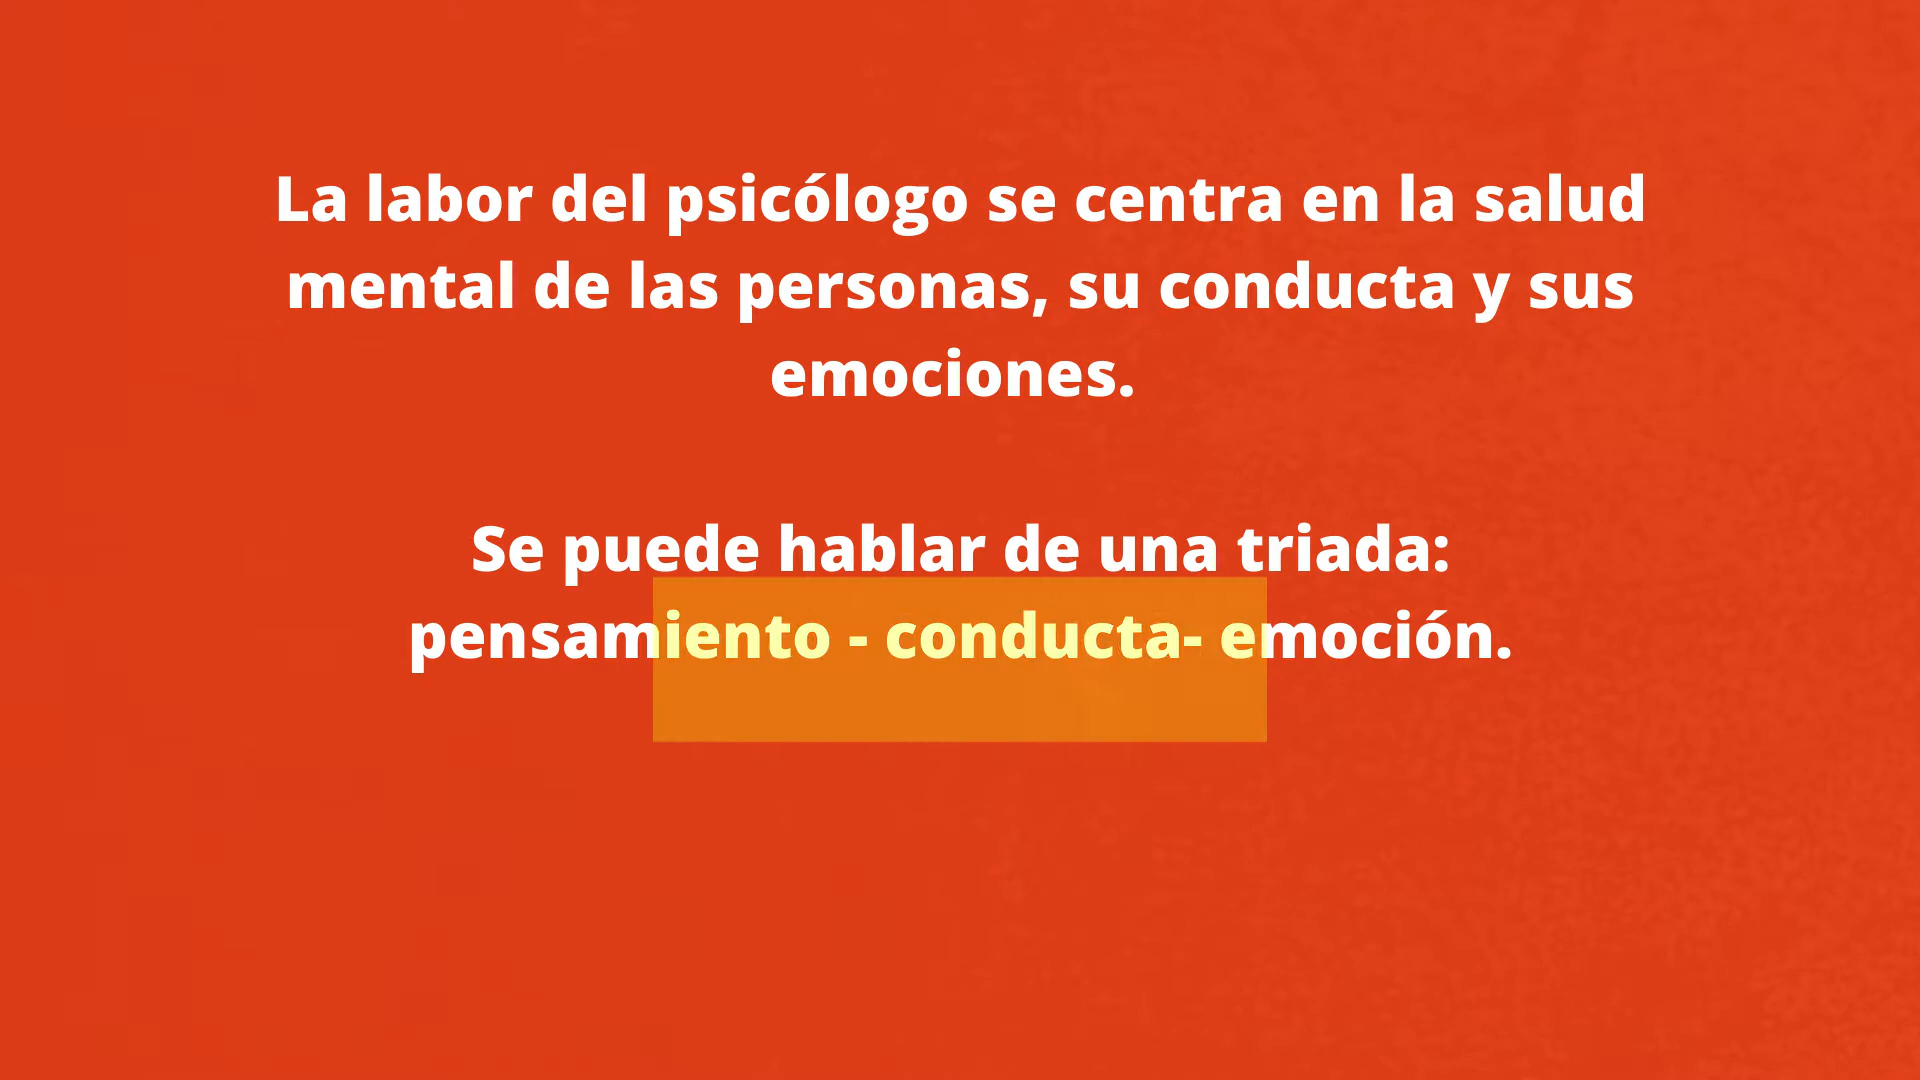 La labor del psicólogo se centra en la salud
mental de las personas, su conducta y sus
emociones.
Se puede hablar de una triada:
pensamiento - conducta- emoción.